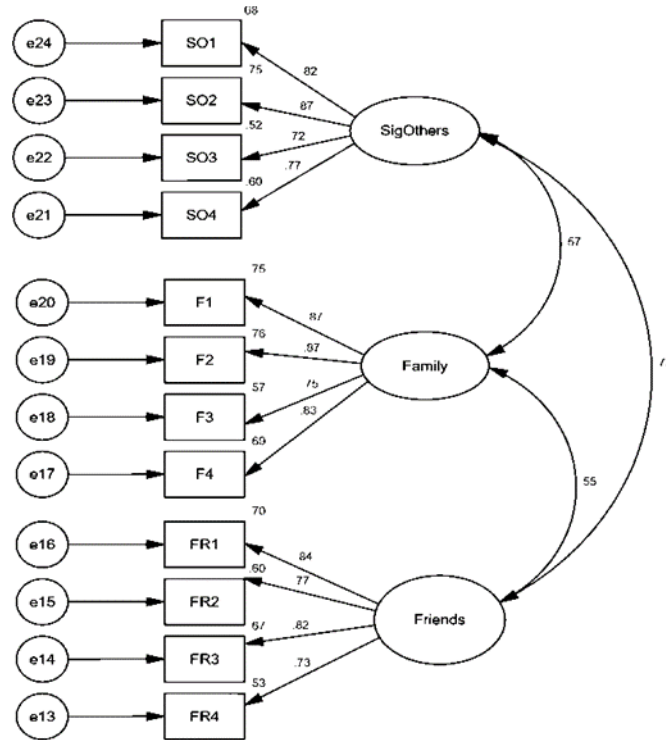 68
e24 SO1
75 82
e23 SO2 87
.52 72 SigOthers
e22 SO3
.60 .77
e21 SO4
67
75
e20 F1
76 87
e19 F2 .87
57 75 Family
e18 F3 .83
69
e17 F4
7
55
70
e16 FR1
.60 84
e15 FR2 77
67 .82 Friends
e14 FR3
.53 .73
e13 FR4